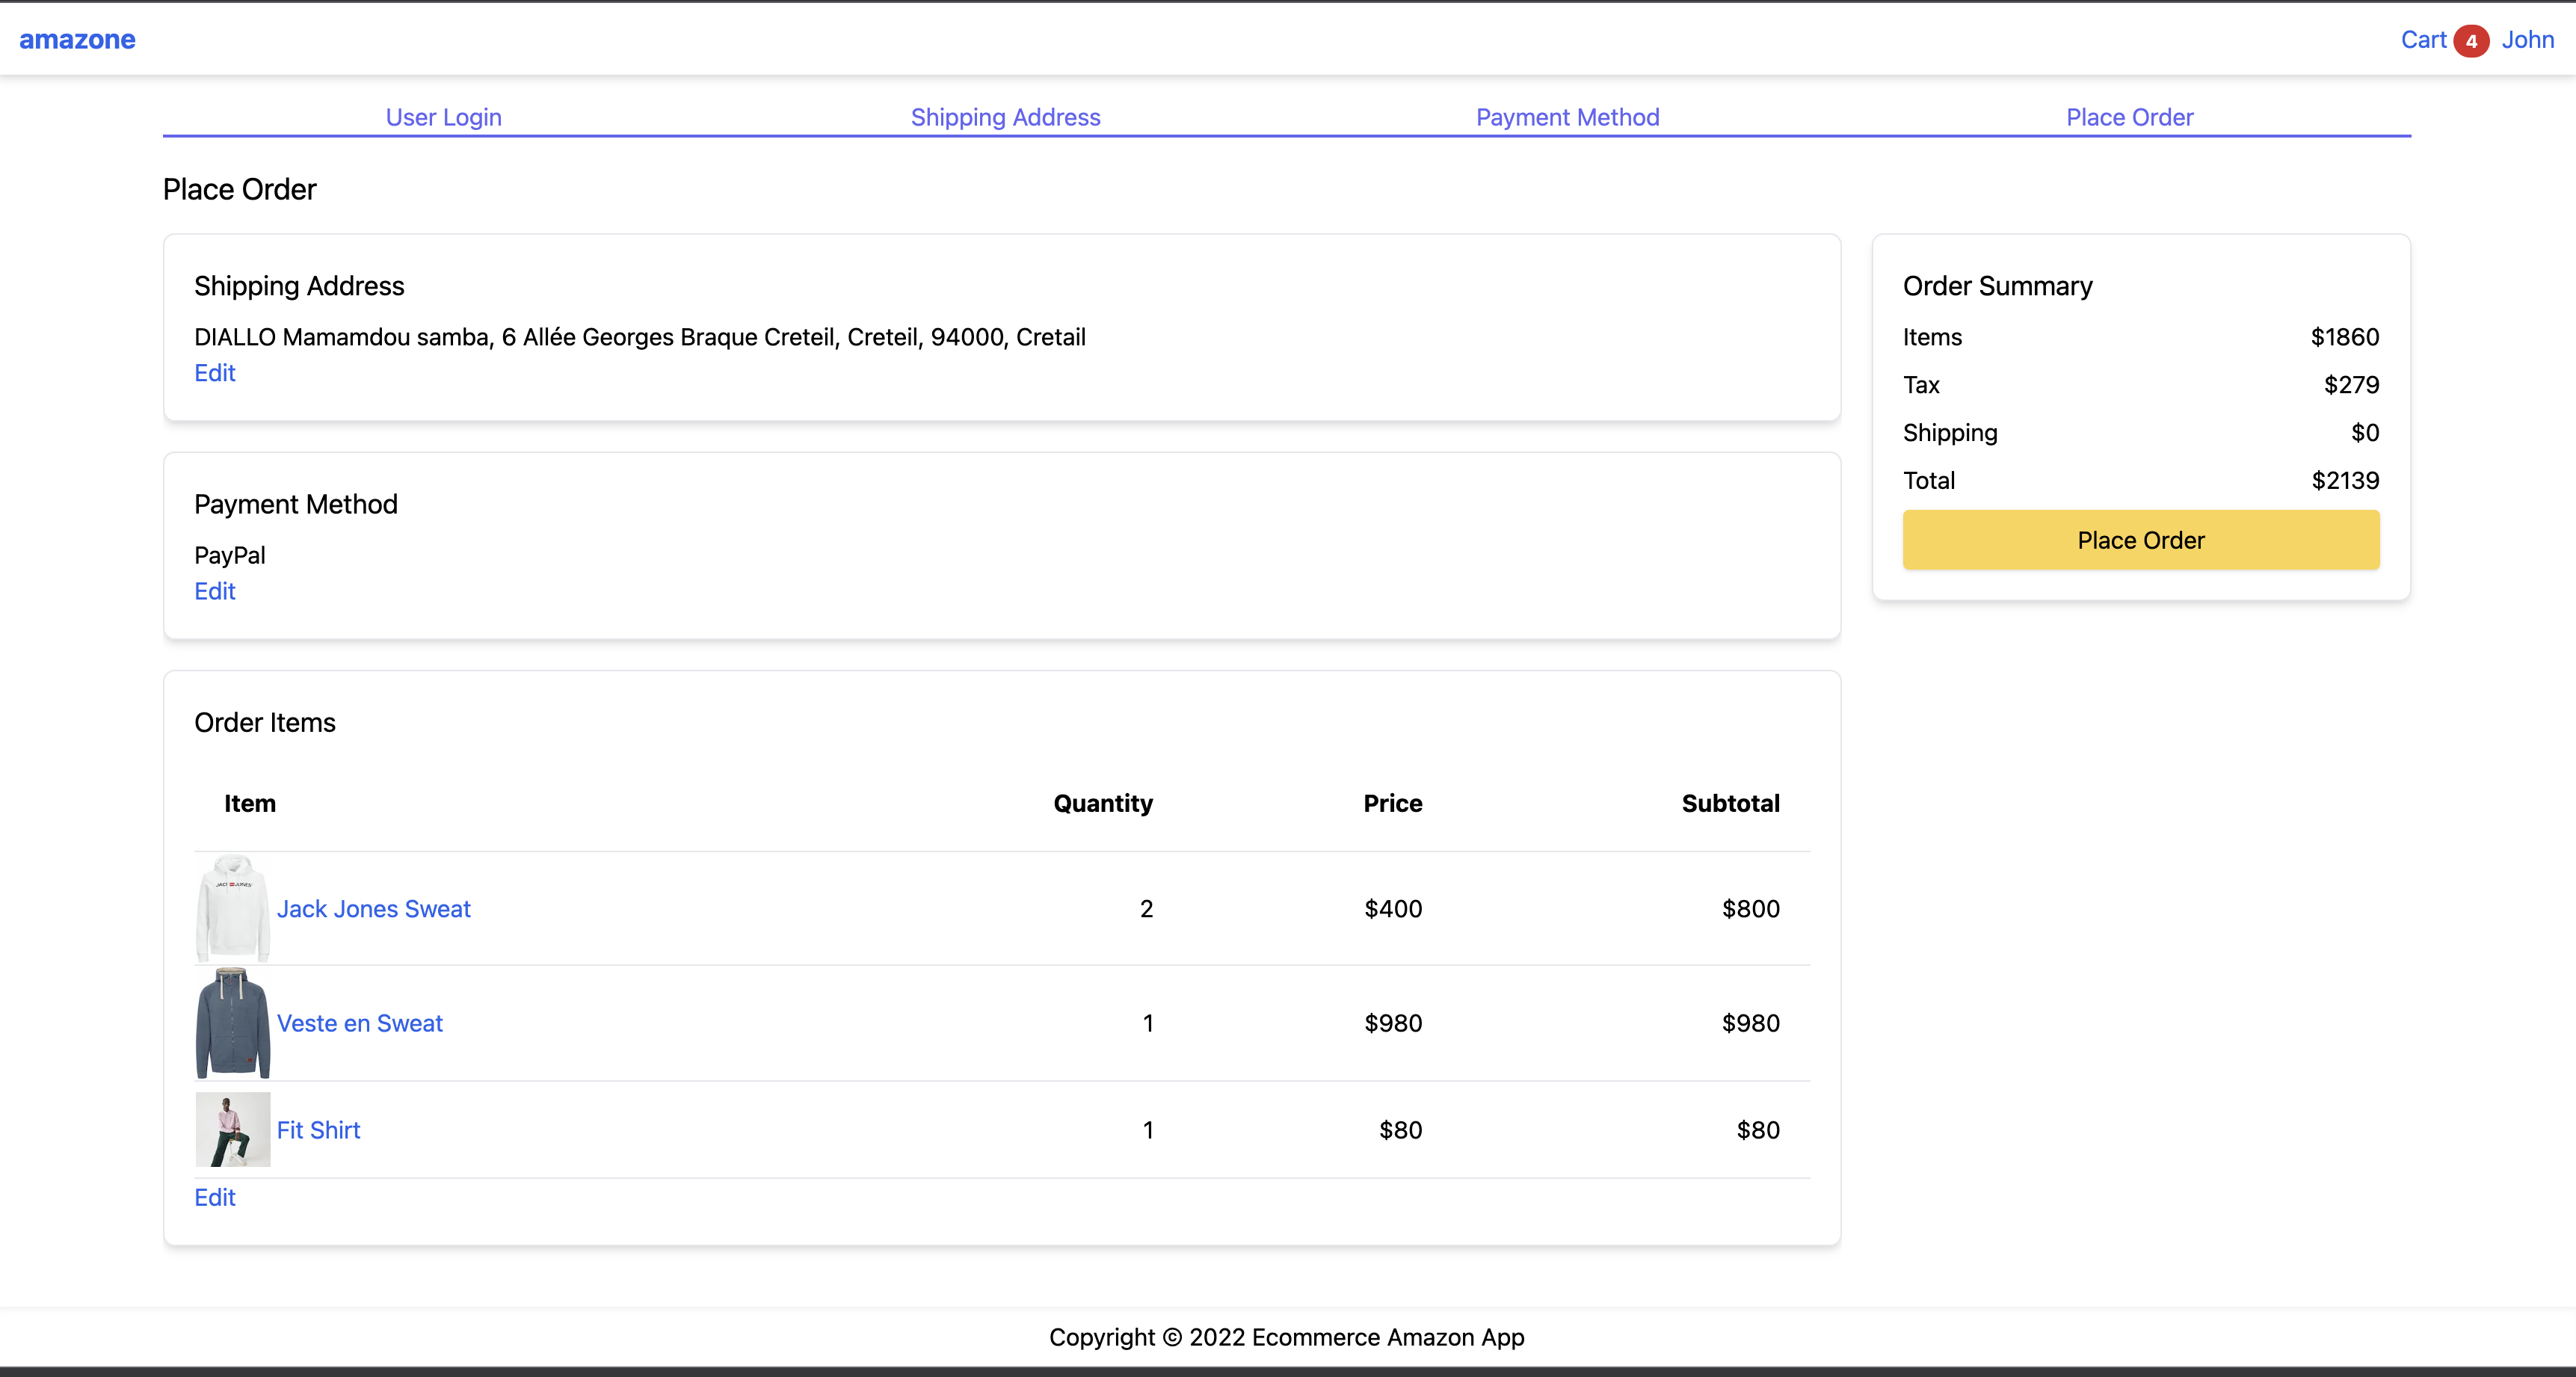 amazone
Cart 4 John
User Login Shipping Address Payment Method Place Order
Place Order
Shipping Address
DIALLO Mamamdou samba, 6 Allée Georges Braque Creteil, Creteil, 94000, Cretail
Edit
Payment Method
PayPal
Edit
Order Items
Item Quantity Price Subtotal
JACK JONES
Jack Jones Sweat 2 $400 $800
Veste en Sweat 1 $980 $980
Fit Shirt 1 $80 $80
Edit
Order Summary
Items $1860
Tax $279
Shipping $0
Total $2139
Place Order
Copyright © 2022 Ecommerce Amazon App